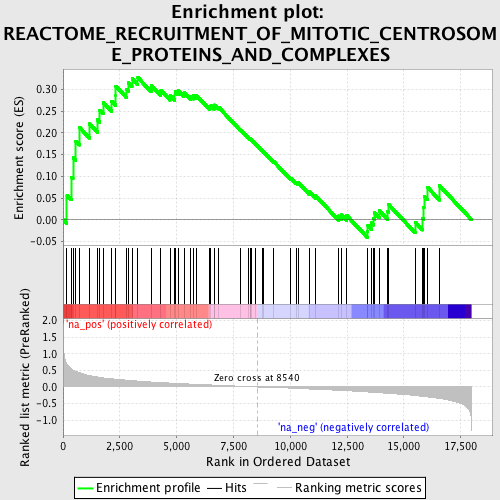 Enrichment plot:
REACTOME_RECRUITMENT_OF_MITOTIC_CENTROSOM
E_PROTEINS_AND_COMPLEXES
Enrichment score (ES)
0.30
0.25
0.20
0.15
0.10
0.05
0.00
-0.05
'na_pos' (positively correlated)
Ranked list metric (PreRanked)
2.0
1.5
1.0
0.5
0.0
-0.5
-1.0
Zero cross at 8540
'na_neg' (negatively correlated)
0
2,500
5,000
7,500
10,000
12,500
15,000
17,500
Rank in Ordered Dataset
Enrichment profile
Hits
Ranking metric scores